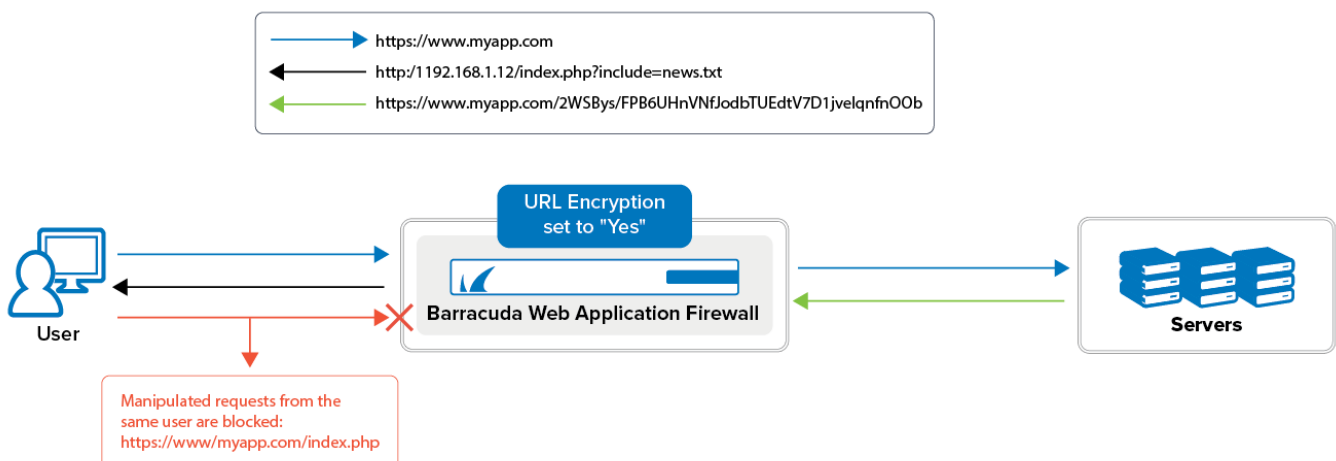 https://www.myapp.com
http:/1192.168.1.12/index.php?include=news.txt
https://www.myapp.com/2WSBys/FPB6UHnVNfJodbTUEdtV7D1jvelqnfnOOb
URL Encryption
set to "Yes"
Barracuda Web Application Firewall
User
Servers
Manipulated requests from the
same user are blocked:
https://www/myapp.com/index.php